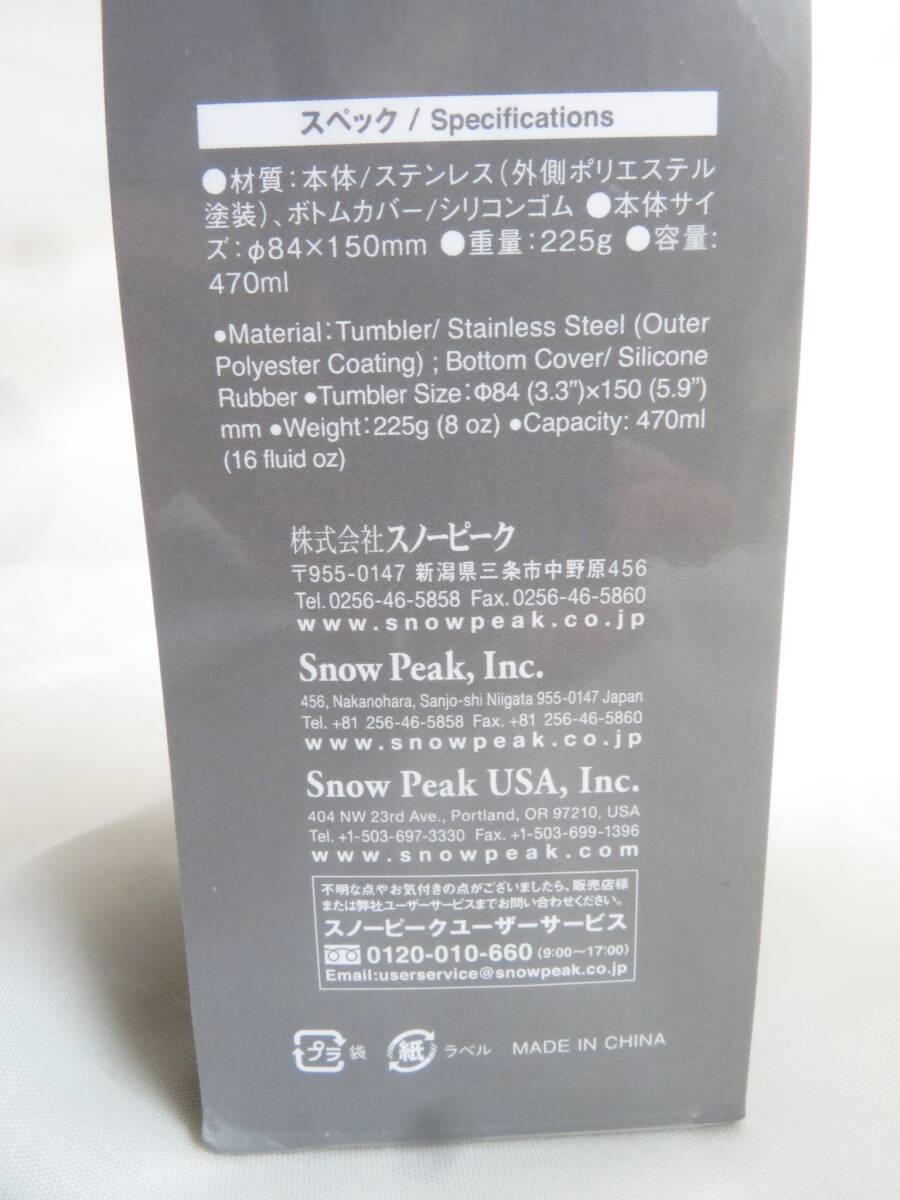 スペック / Specifications
●材質:本体/ステンレス(外側ポリエステル
塗装)、ボトムカバー/シリコンゴム ●本体サイ
ズ:φ84×150mm ●重量:225g ●容量:
470ml
●Material:Tumbler/ Stainless Steel (Outer
Polyester Coating) ; Bottom Cover/ Silicone
Rubber ●Tumbler Size:Φ84 (3.3")×150 (5.9")
mm ●Weight:225g (8 oz) ●Capacity: 470ml
(16 fluid oz)
株式会社スノーピーク
〒955-0147 新潟県三条市中野原456
Tel.0256-46-5858 Fax.0256-46-5860
www.snowpeak.co.jp
Snow Peak, Inc.
456, Nakanohara, Sanjo-shi Niigata 955-0147 Japan
Tel. +81 256-46-5858 Fax. +81 256-46-5860
www.snowpeak.co.jp
Snow Peak USA, Inc.
404 NW 23rd Ave., Portland, OR 97210, USA
Tel. +1-503-697-3330 Fax. +1-503-699-1396
www.snowpeak.com
不明な点やお気付きの点がございましたら、販売店様
または弊社ユーザーサービスまでお問い合わせください。
スノーピークユーザーサービス
0120-010-660 (9:00〜17:00)
Email:userservice@snowpeak.co.jp
プラ 袋 紙 ラベル MADE IN CHINA